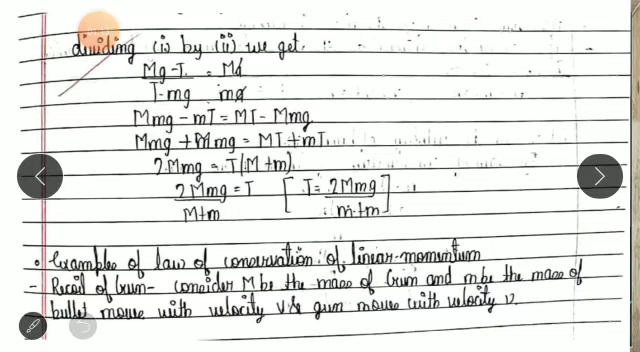 dividing (i) by (ii) we get.
Mg-T. = Ma
T-mg   ma
Mmg - mT = MT - Mmg
Mmg + Mmg = MT + mT
2Mmg = T(M+m)
2Mmg = T [ T = 2Mmg ]
M+m   m+m
• Examples of law of conservation of linear momentum
- Recoil of Gun - consider M be the mass of Gun and m be the mass of
bullet move with velocity v & gun move with velocity v.